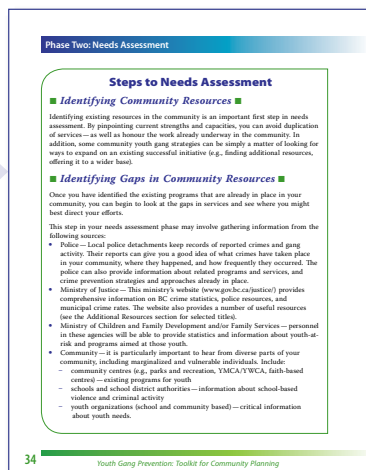 Phase Two: Needs Assessment
Steps to Needs Assessment
■ Identifying Community Resources ■
Identifying existing resources in the community is an important first step in needs
assessment. By pinpointing current strengths and capacities, you can avoid duplication
of services — as well as honour the work already underway in the community. In
addition, some community youth gang strategies can be simply a matter of looking for
ways to expand on an existing successful initiative (e.g., finding additional resources,
offering it to a wider base).
■ Identifying Gaps in Community Resources ■
Once you have identified the existing programs that are already in place in your
community, you can begin to look at the gaps in services and see where you might
best direct your efforts.
This step in your needs assessment phase may involve gathering information from the
following sources:
• Police — Local police detachments keep records of reported crimes and gang
activity. Their reports can give you a good idea of what crimes have taken place
in your community, where they happened, and how frequently they occurred. The
police can also provide information about related programs and services, and
crime prevention strategies and approaches already in place.
• Ministry of Justice — This ministry's website (www.gov.bc.ca/justice/) provides
comprehensive information on BC crime statistics, police resources, and
municipal crime rates. The website also provides a number of useful resources
(see the Additional Resources section for selected titles).
• Ministry of Children and Family Development and/or Family Services — personnel
in these agencies will be able to provide statistics and information about youth-at-
risk and programs aimed at those youth.
• Community — it is particularly important to hear from diverse parts of your
community, including marginalized and vulnerable individuals. Include:
– community centres (e.g., parks and recreation, YMCA/YWCA, faith-based
centres) — existing programs for youth
– schools and school district authorities — information about school-based
violence and criminal activity
– youth organizations (school and community based) — critical information
about youth needs.
34
Youth Gang Prevention: Toolkit for Community Planning